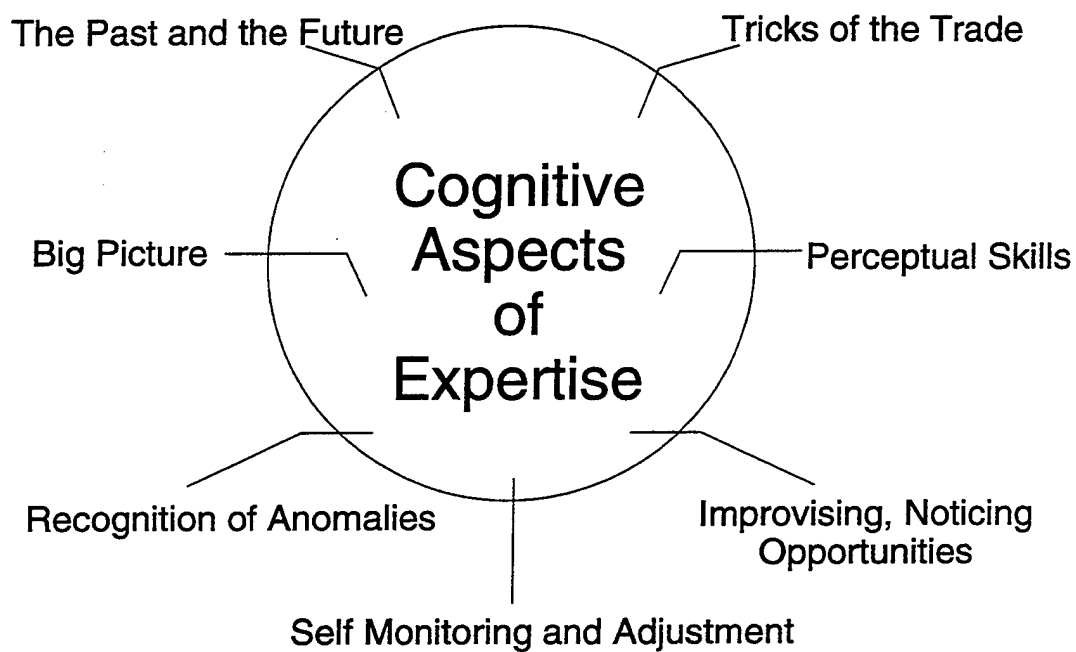 The Past and the Future
Tricks of the Trade
Cognitive
Aspects
of
Expertise
Big Picture
Perceptual Skills
Recognition of Anomalies
Improvising, Noticing
Opportunities
Self Monitoring and Adjustment